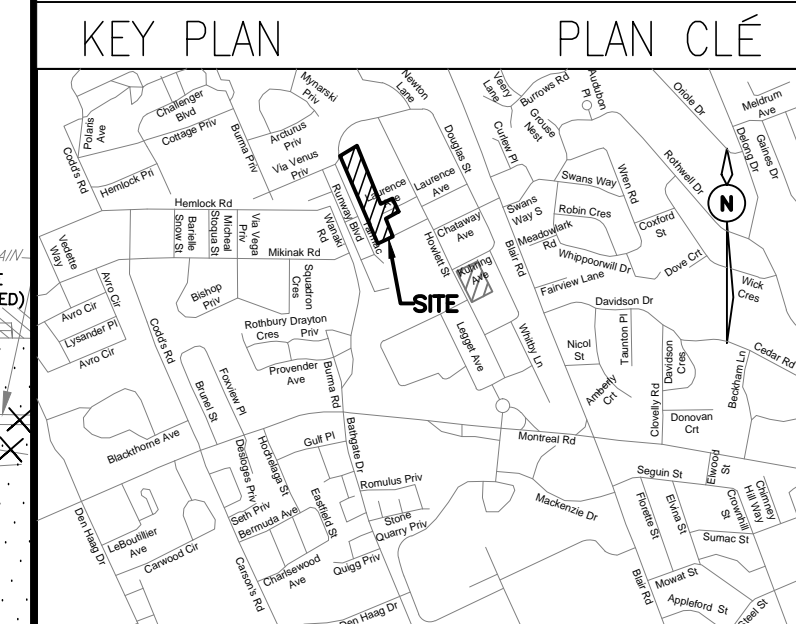 KEY PLAN
PLAN CLÉ
Mynarski
Priv
Newton
Lane
Veery
Lane
Burrows Rd
Audubon
Pl
Oriole Dr
Meldrum
Ave
Challenger
Blvd
Polaris
Ave
Cottage Priv
Burma Priv
Arcturus
Priv
Grouse
Nest
Curlew Pl
Douglas St
Delong Dr
Gaines Dr
Codd's Rd
Via Venus
Priv
Rothwell Dr
Hemlock Pri
Laurence
Laurence
Ave
Swans Way
Wren Rd
N
Hemlock Rd
Runway Blvd
Swans
Way S
Robin Cres
Coxford
St
Barielle
Snow St
Micheal
Stoqua St
Via Vega
Priv
Wanaki
Chataway
Ave
Meadowlark
Rd
AIN
Vedette
Way
Mikinak Rd
Howlett St
Blair Rd
Whippoorwill Dr
Dove Crt
Kupring
Ave
Fairview Lane
Wick
Cres
ED)
Avro Cir
Squadron
Cres
Bishop
Priv
SITE
Davidson Dr
Avro Cir
Lysander Pl
Avro Cir
Codd's Rd
Rothbury
Cres
Drayton
Priv
Legget Ave
Whitby Ln
Nicol
St
Taunton Pl
Davidson
Cres
Cedar Rd
Provender
Ave
Burma Rd
Beckham Ln
Brunel St
Foxview Pl
Amberly
Crt
Clovelly Rd
Donovan
Crt
Blackthorne Ave
Gulf Pl
Bathgate Dr
Montreal Rd
Desloges Priv
Hochelaga St
Seguin St
Elwood
St
Romulus Priv
Den Haag Dr
Seth Priv
Bermuda Ave
Eastfield St
Stone
Quarry Priv
Mackenzie Dr
Florette St
Elvina St
Crownhill
St
Chimney
Hill Way
LeBoutillier
Ave
Carwood Cir
Sumac St
Carson's Rd
Charlsewood
Ave
Quigg Priv
Blair Rd
Mowat St
Appleford St
Steel St
Den Haag Dr